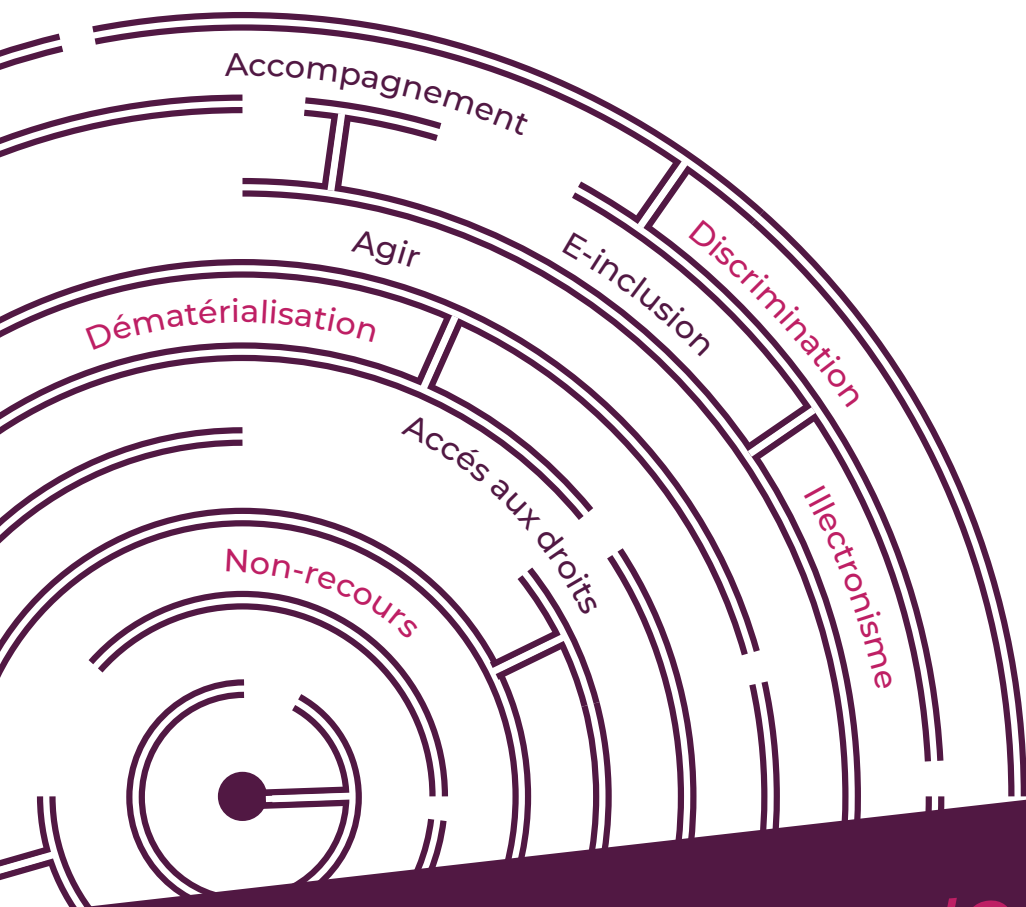 Accompagnement
Discrimination
Agir
E-inclusion
Dématérialisation
Accés aux droits
Illectronisme
Non-recours